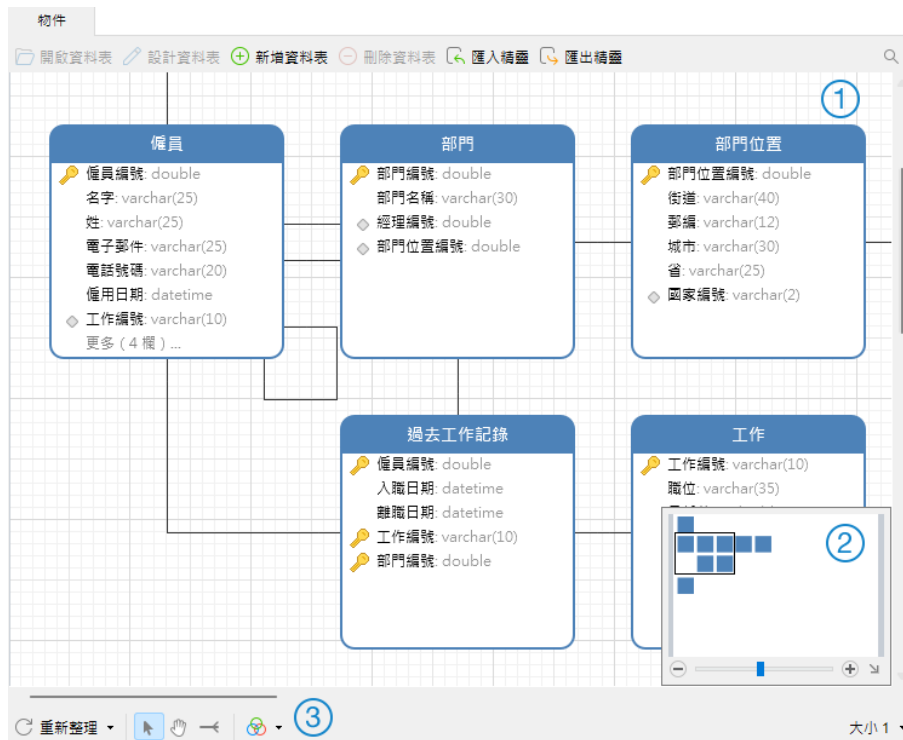 物件
開啟資料表 設計資料表 新增資料表 刪除資料表 匯入精靈 匯出精靈
1
僱員
僱員編號: double
名字: varchar(25)
姓: varchar(25)
電子郵件: varchar(25)
電話號碼: varchar(20)
僱用日期: datetime
工作編號: varchar(10)
更多 ( 4 欄 ) ...
部門
部門編號: double
部門名稱: varchar(30)
經理編號: double
部門位置編號: double
部門位置
部門位置編號: double
街道: varchar(40)
郵編: varchar(12)
城市: varchar(30)
省: varchar(25)
國家編號: varchar(2)
過去工作記錄
僱員編號: double
入職日期: datetime
離職日期: datetime
工作編號: varchar(10)
部門編號: double
工作
工作編號: varchar(10)
職位: varchar(35)
2
重新整理
3
大小 1